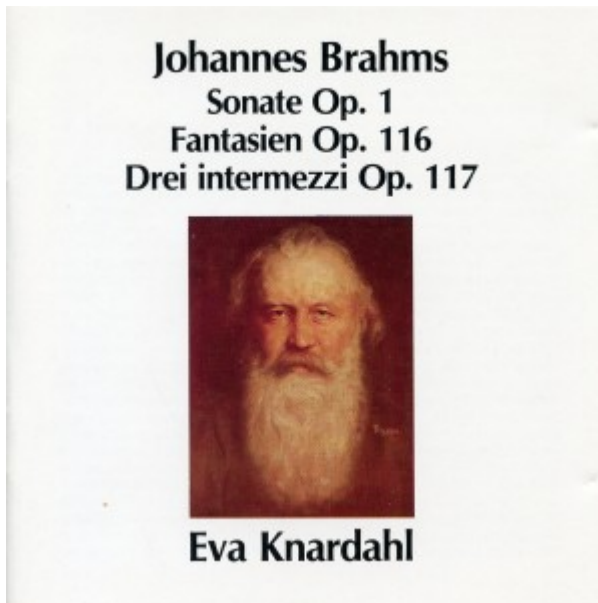 Johannes Brahms
Sonate Op. 1
Fantasien Op. 116
Drei intermezzi Op. 117
Eva Knardahl